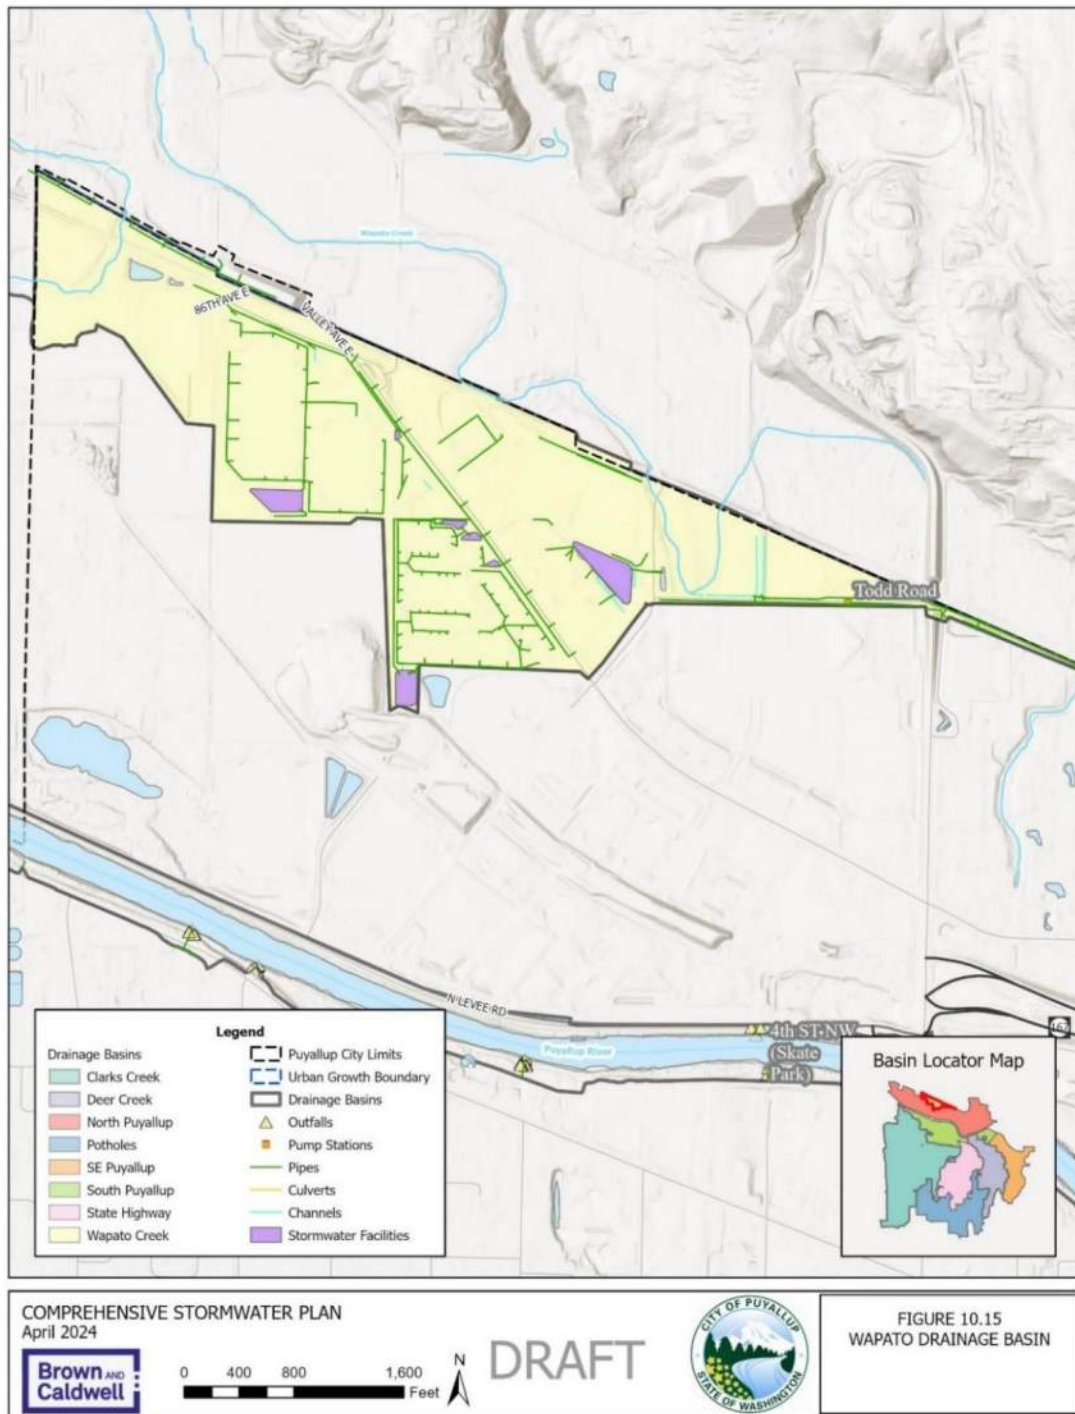 Wapato Creek
86TH AVE E
VALLEY AVE E
Todd Road
N LEVEE RD
Puyallup River
4th ST NW
(Skate
Park)
167
Legend
Drainage Basins
Clarks Creek
Deer Creek
North Puyallup
Potholes
SE Puyallup
South Puyallup
State Highway
Wapato Creek
Puyallup City Limits
Urban Growth Boundary
Drainage Basins
Outfalls
Pump Stations
Pipes
Culverts
Channels
Stormwater Facilities
Basin Locator Map
COMPREHENSIVE STORMWATER PLAN
April 2024
Brown AND
Caldwell
0 400 800 1,600
Feet
N
DRAFT
CITY OF PUYALLUP
STATE OF WASHINGTON
FIGURE 10.15
WAPATO DRAINAGE BASIN